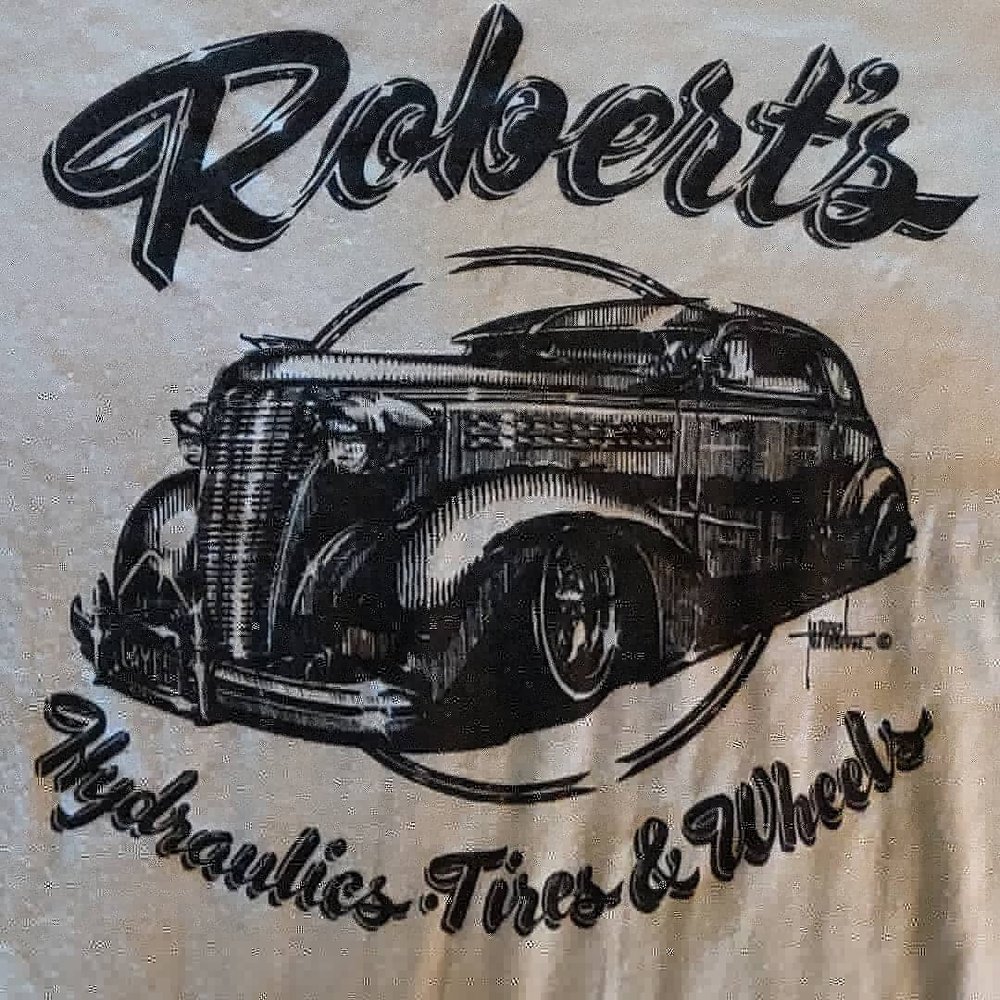 Robert's
Hydraulics · Tires & Wheels
©